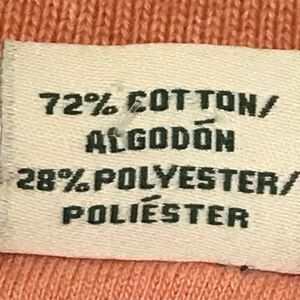 72% COTTON/
ALGODÓN
28% POLYESTER/
POLIÉSTER